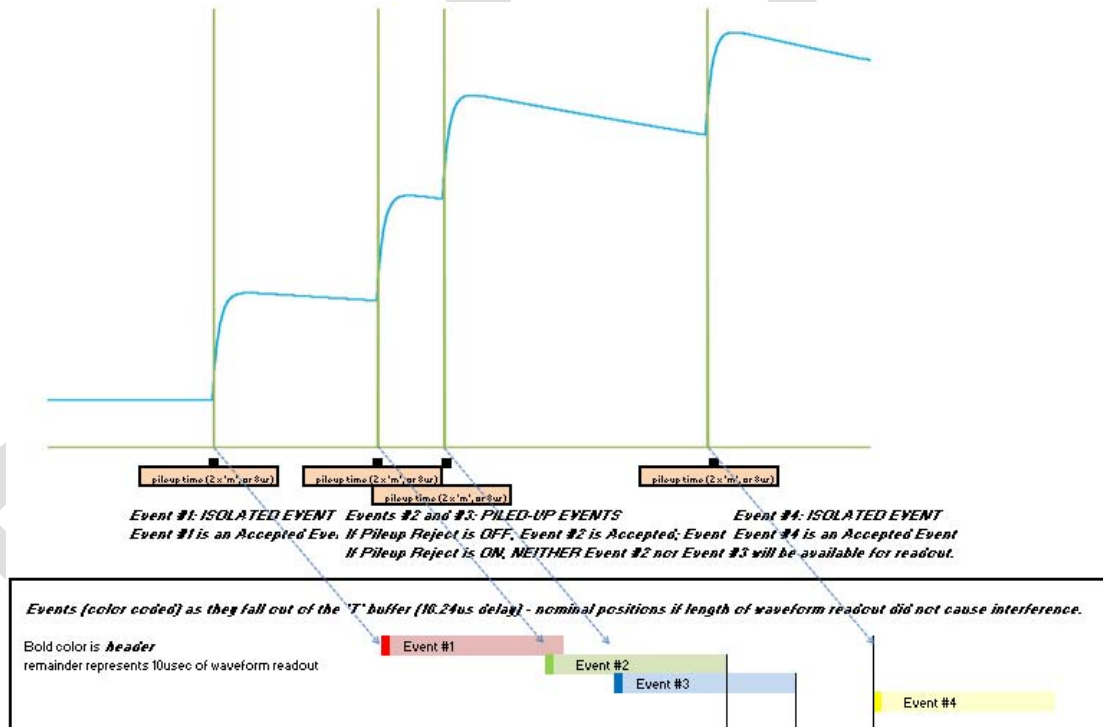 pileup time (2 x 'm', or 8us)
pileup time (2 x 'm', or 8us)
pileup time (2 x 'm', or 8us)
pileup time (2 x 'm', or 8us)
Event #1: ISOLATED EVENT Events #2 and #3: PILED-UP EVENTS Event #4: ISOLATED EVENT
Event #1 is an Accepted Eve. If Pileup Reject is OFF, Event #2 is Accepted; Event Event #4 is an Accepted Event
If Pileup Reject is ON, NEITHER Event #2 nor Event #3 will be available for readout.
Events (color coded) as they fall out of the 'T' buffer (16.24us delay) - nominal positions if length of waveform readout did not cause interference.
Bold color is header
remainder represents 10usec of waveform readout
Event #1
Event #2
Event #3
Event #4